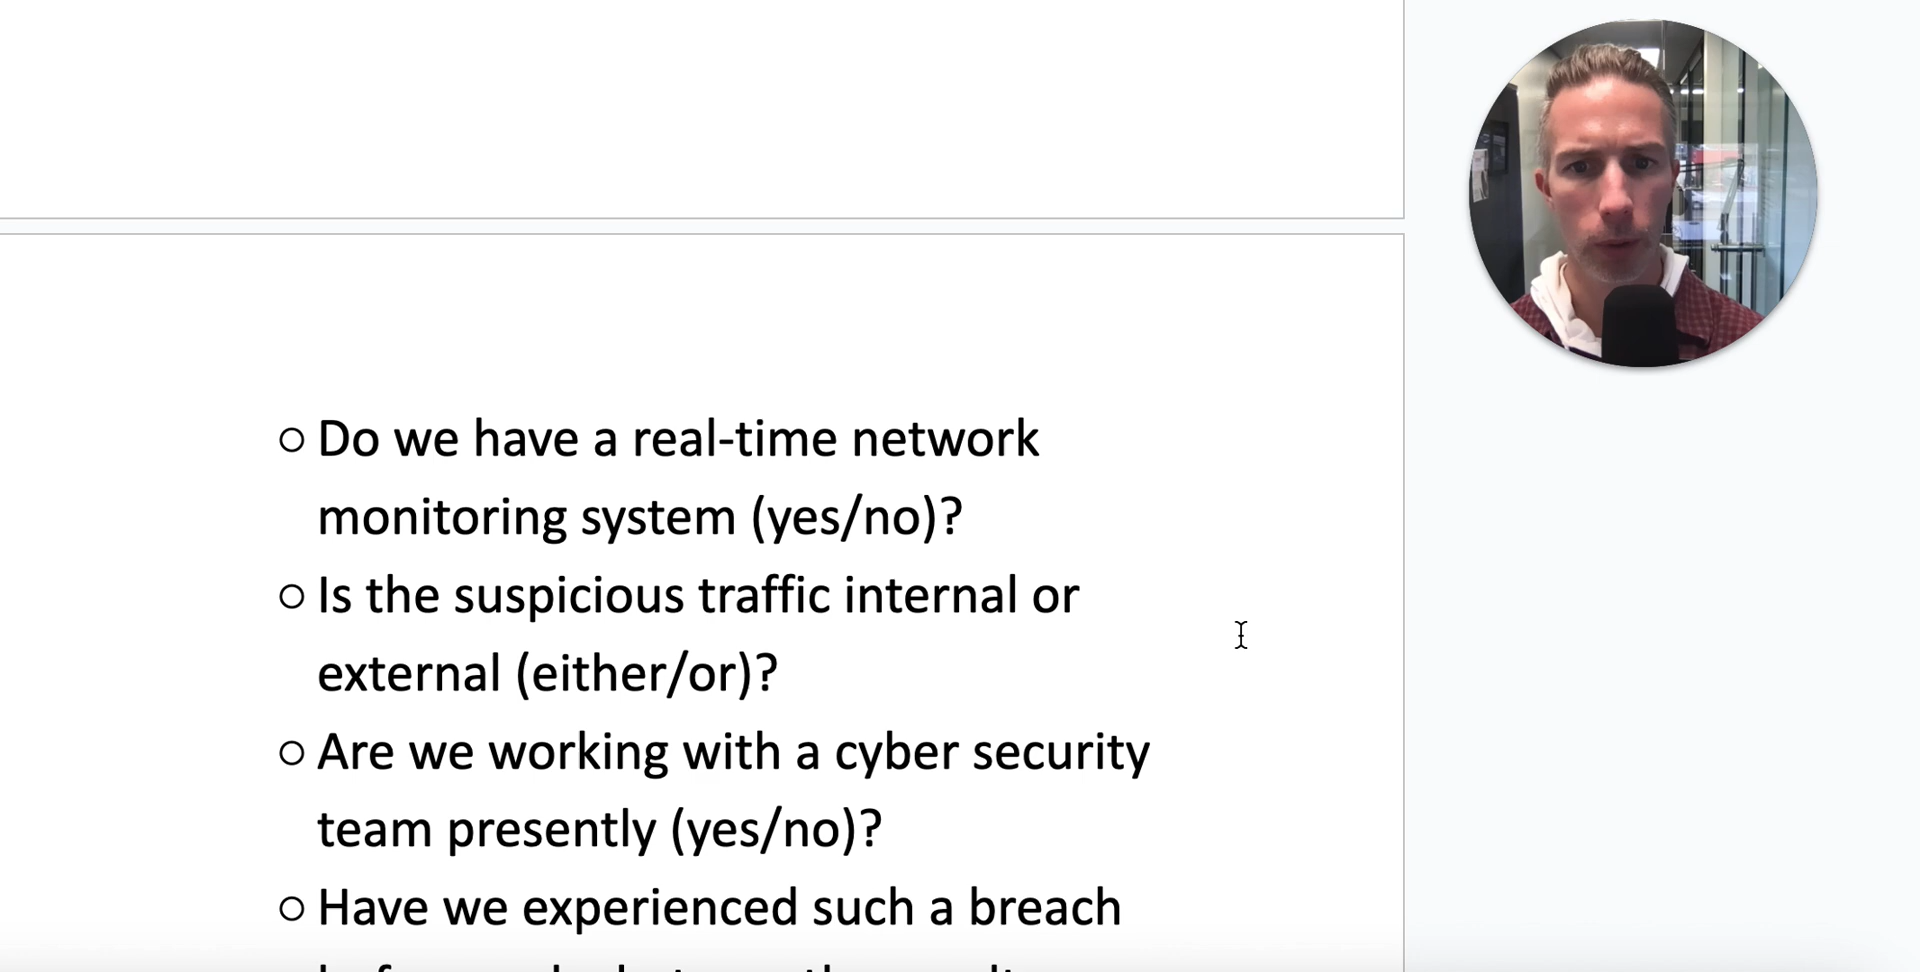 ○ Do we have a real-time network
monitoring system (yes/no)?
○ Is the suspicious traffic internal or
external (either/or)?
○ Are we working with a cyber security
team presently (yes/no)?
○ Have we experienced such a breach